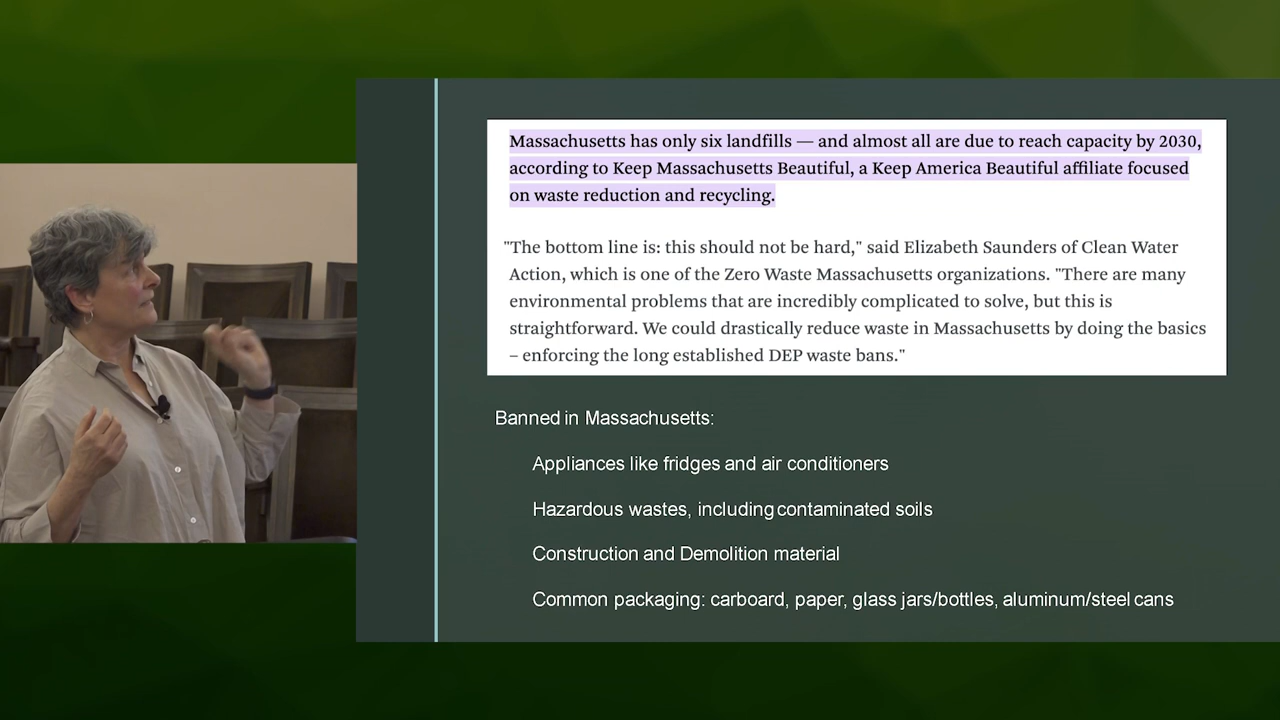 Massachusetts has only six landfills — and almost all are due to reach capacity by 2030,
according to Keep Massachusetts Beautiful, a Keep America Beautiful affiliate focused
on waste reduction and recycling.
"The bottom line is: this should not be hard," said Elizabeth Saunders of Clean Water
Action, which is one of the Zero Waste Massachusetts organizations. "There are many
environmental problems that are incredibly complicated to solve, but this is
straightforward. We could drastically reduce waste in Massachusetts by doing the basics
– enforcing the long established DEP waste bans."
Banned in Massachusetts:
Appliances like fridges and air conditioners
Hazardous wastes, including contaminated soils
Construction and Demolition material
Common packaging: carboard, paper, glass jars/bottles, aluminum/steel cans